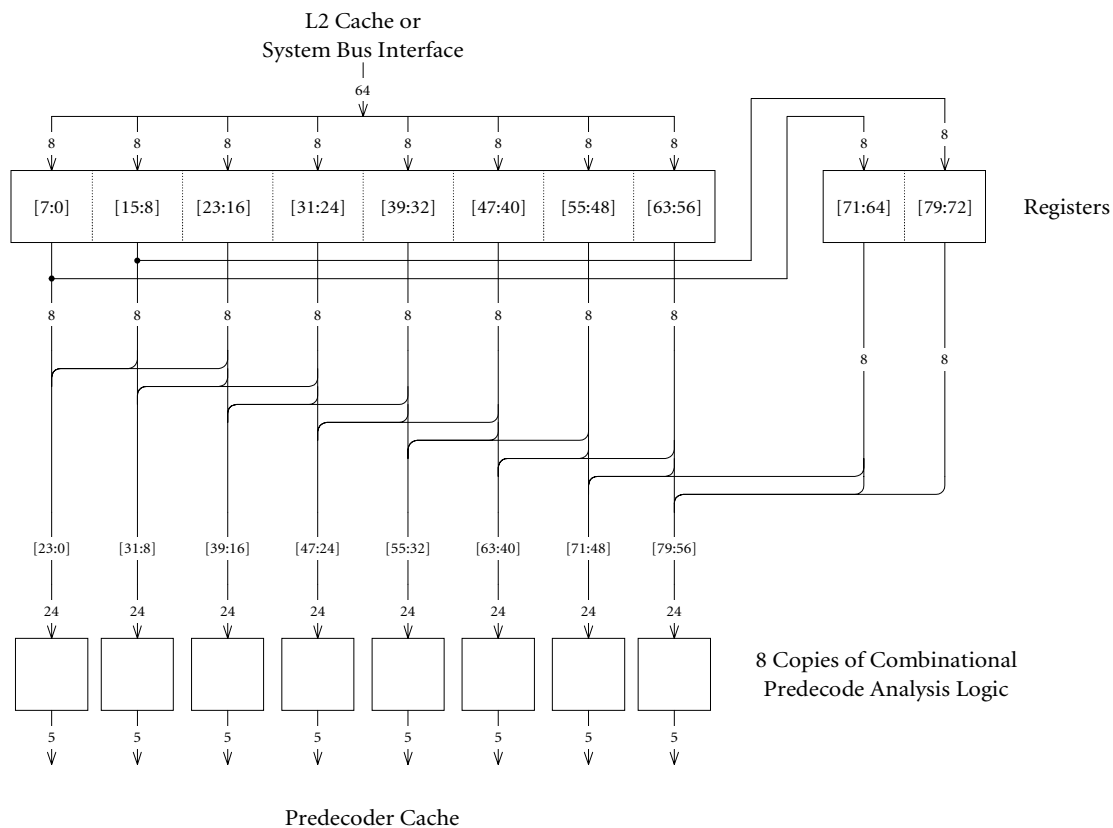 L2 Cache or
System Bus Interface
64
8 8 8 8 8 8 8 8 8 8
[7:0] [15:8] [23:16] [31:24] [39:32] [47:40] [55:48] [63:56] [71:64] [79:72] Registers
8 8 8 8 8 8 8 8
8 8
[23:0] [31:8] [39:16] [47:24] [55:32] [63:40] [71:48] [79:56]
24 24 24 24 24 24 24 24
8 Copies of Combinational
Predecode Analysis Logic
5 5 5 5 5 5 5 5
Predecoder Cache